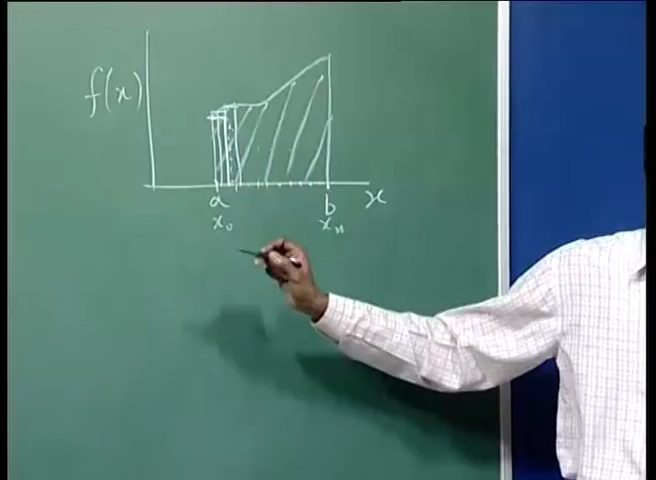 f(x)
a b x
x₀ xₙ